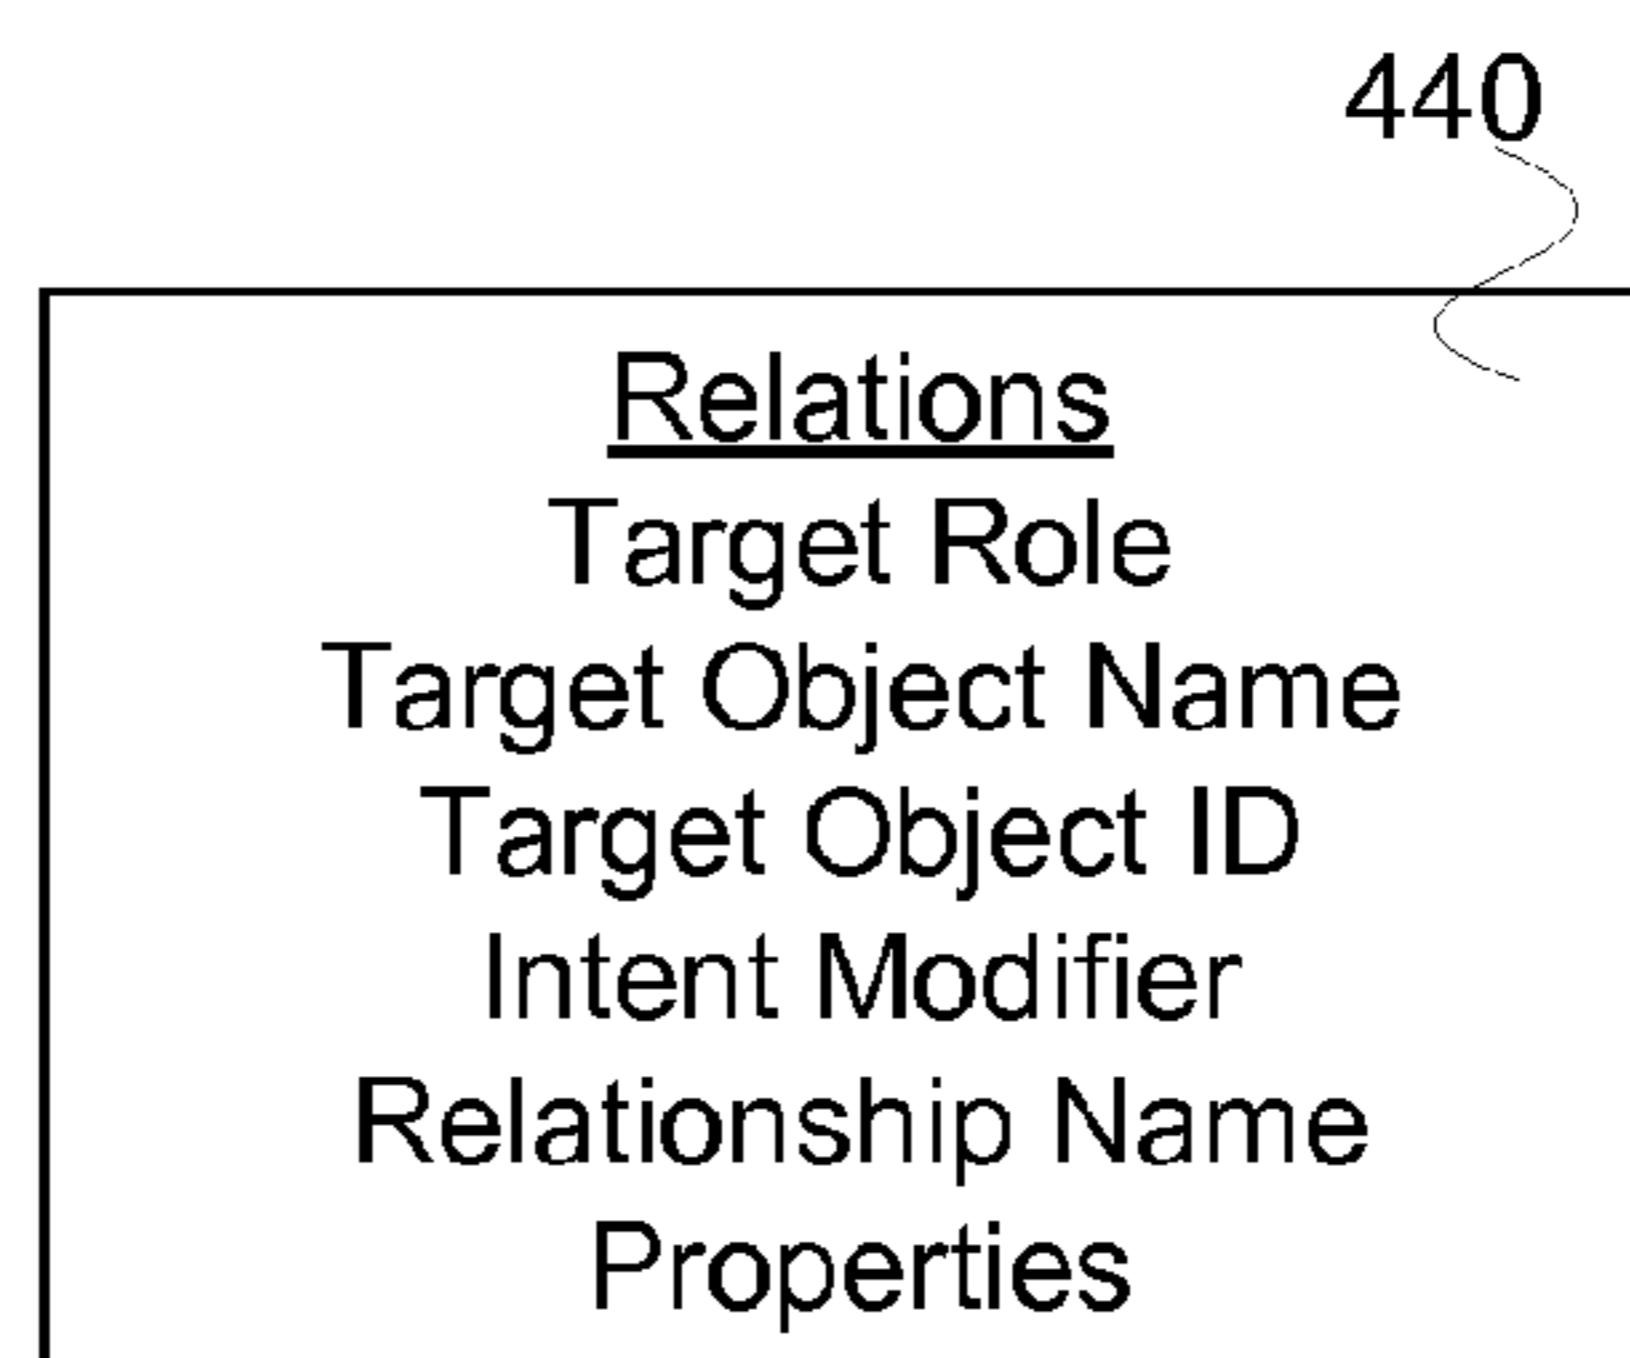 440
Relations
Target Role
Target Object Name
Target Object ID
Intent Modifier
Relationship Name
Properties